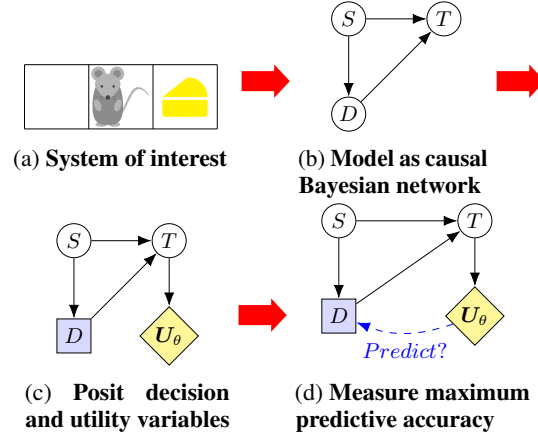 S
T
D
(a) System of interest
(b) Model as causal
Bayesian network
S
T
D
U_θ
S
T
D
U_θ
Predict?
(c) Posit decision
and utility variables
(d) Measure maximum
predictive accuracy